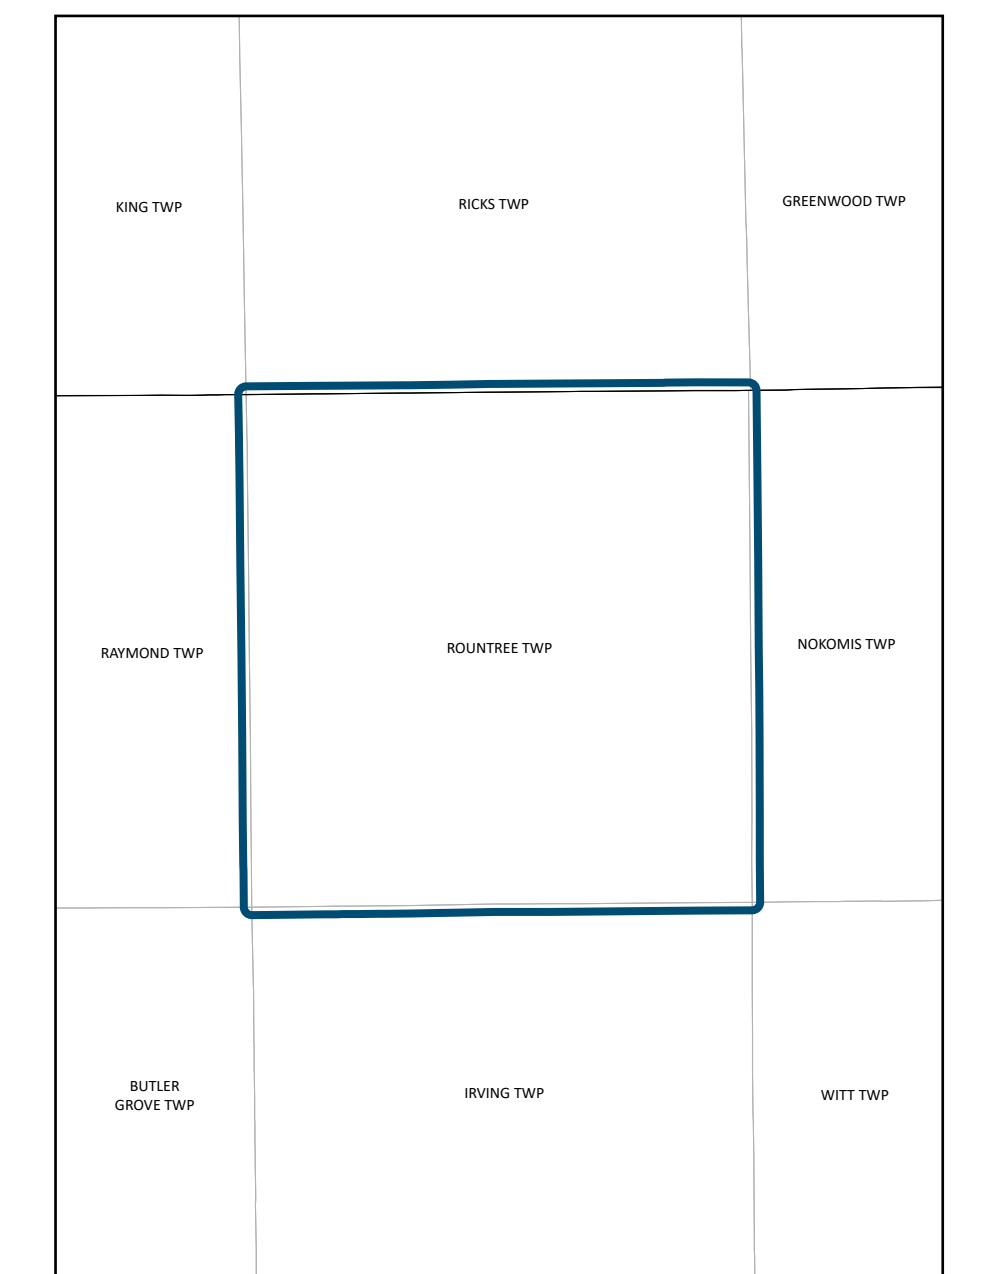 KING TWP
RICKS TWP
GREENWOOD TWP
RAYMOND TWP
ROUNTREE TWP
NOKOMIS TWP
BUTLER
GROVE TWP
IRVING TWP
WITT TWP